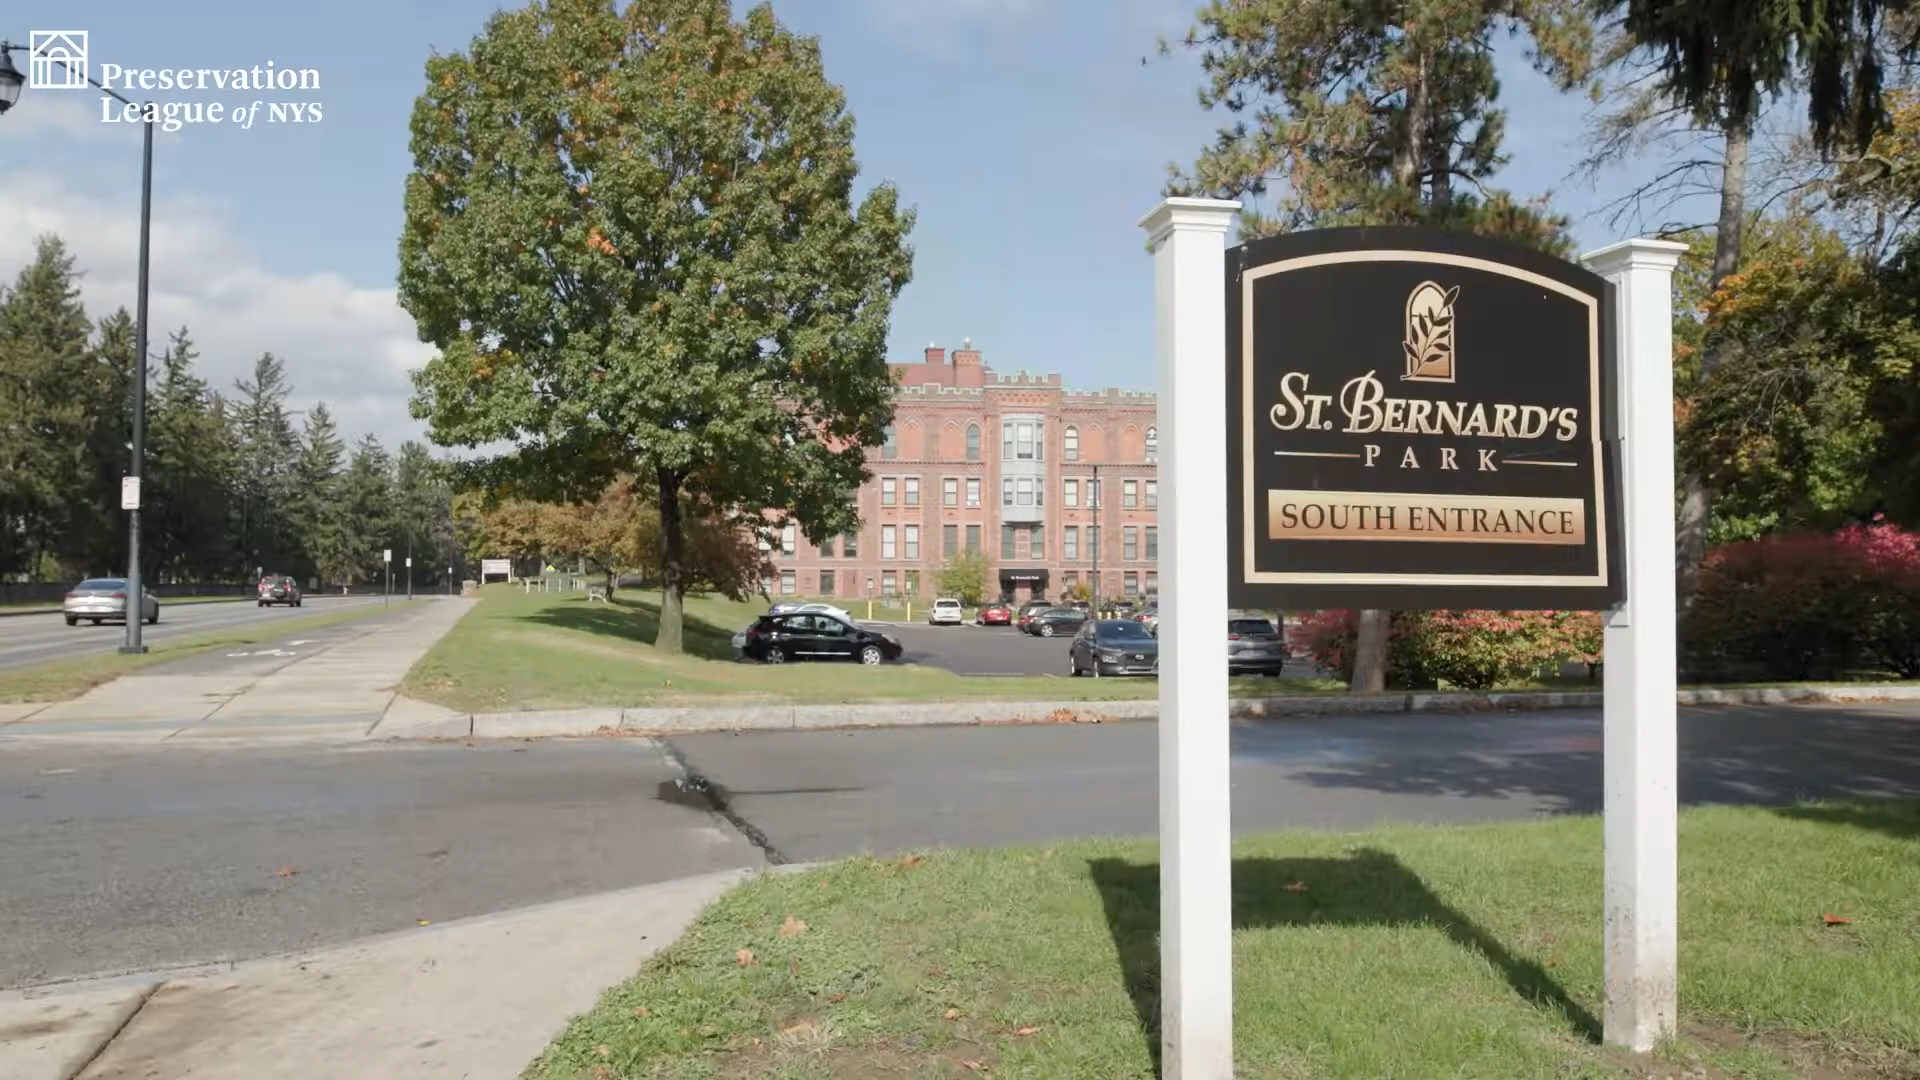 Preservation
League of NYS
ST. BERNARD'S
PARK
SOUTH ENTRANCE